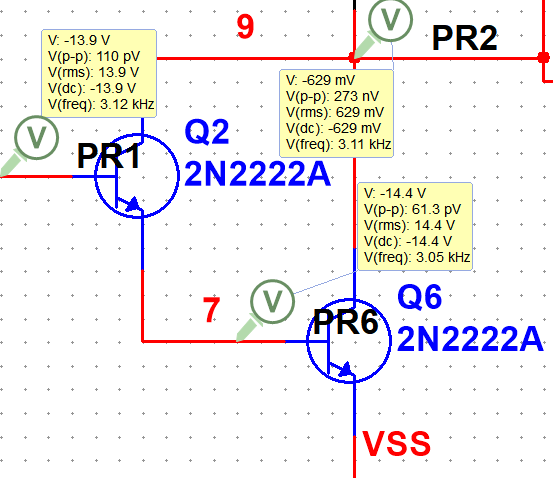 9
V
PR2
V: -13.9 V
V(p-p): 110 pV
V(rms): 13.9 V
V(dc): -13.9 V
V(freq): 3.12 kHz
V: -629 mV
V(p-p): 273 nV
V(rms): 629 mV
V(dc): -629 mV
V(freq): 3.11 kHz
V
PR1
Q2
2N2222A
V: -14.4 V
V(p-p): 61.3 pV
V(rms): 14.4 V
V(dc): -14.4 V
V(freq): 3.05 kHz
7
V
PR6
Q6
2N2222A
VSS